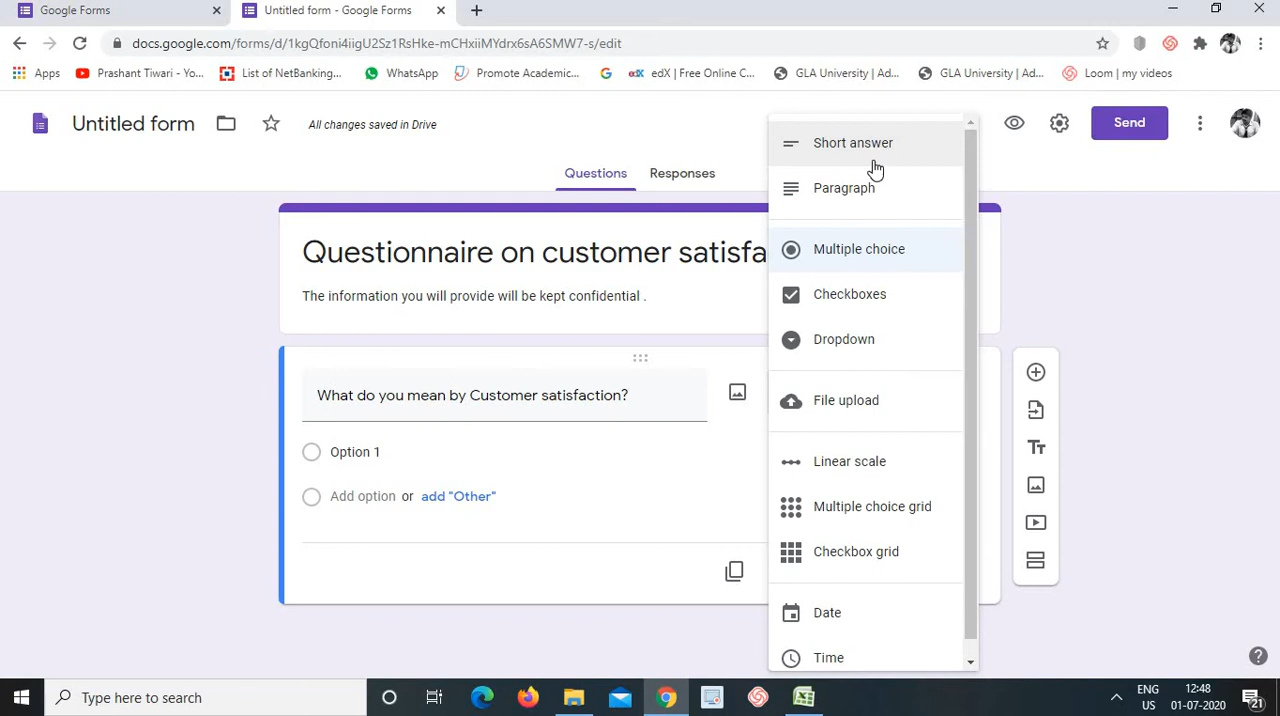 Google Forms
Untitled form - Google Forms
docs.google.com/forms/d/1kgQfoni4iigU2Sz1RsHke-mCHxiiMYdrx6sA6SMW7-s/edit
Apps
Prashant Tiwari - Yo...
List of NetBanking...
WhatsApp
Promote Academic...
edX | Free Online C...
GLA University | Ad...
GLA University | Ad...
Loom | my videos
Untitled form
All changes saved in Drive
Send
Questions
Responses
Short answer
Paragraph
Multiple choice
Checkboxes
Dropdown
File upload
Linear scale
Multiple choice grid
Checkbox grid
Date
Time
Questionnaire on customer satisfa
The information you will provide will be kept confidential .
What do you mean by Customer satisfaction?
Option 1
Add option or add "Other"
Type here to search
ENG
US
12:48
01-07-2020
21